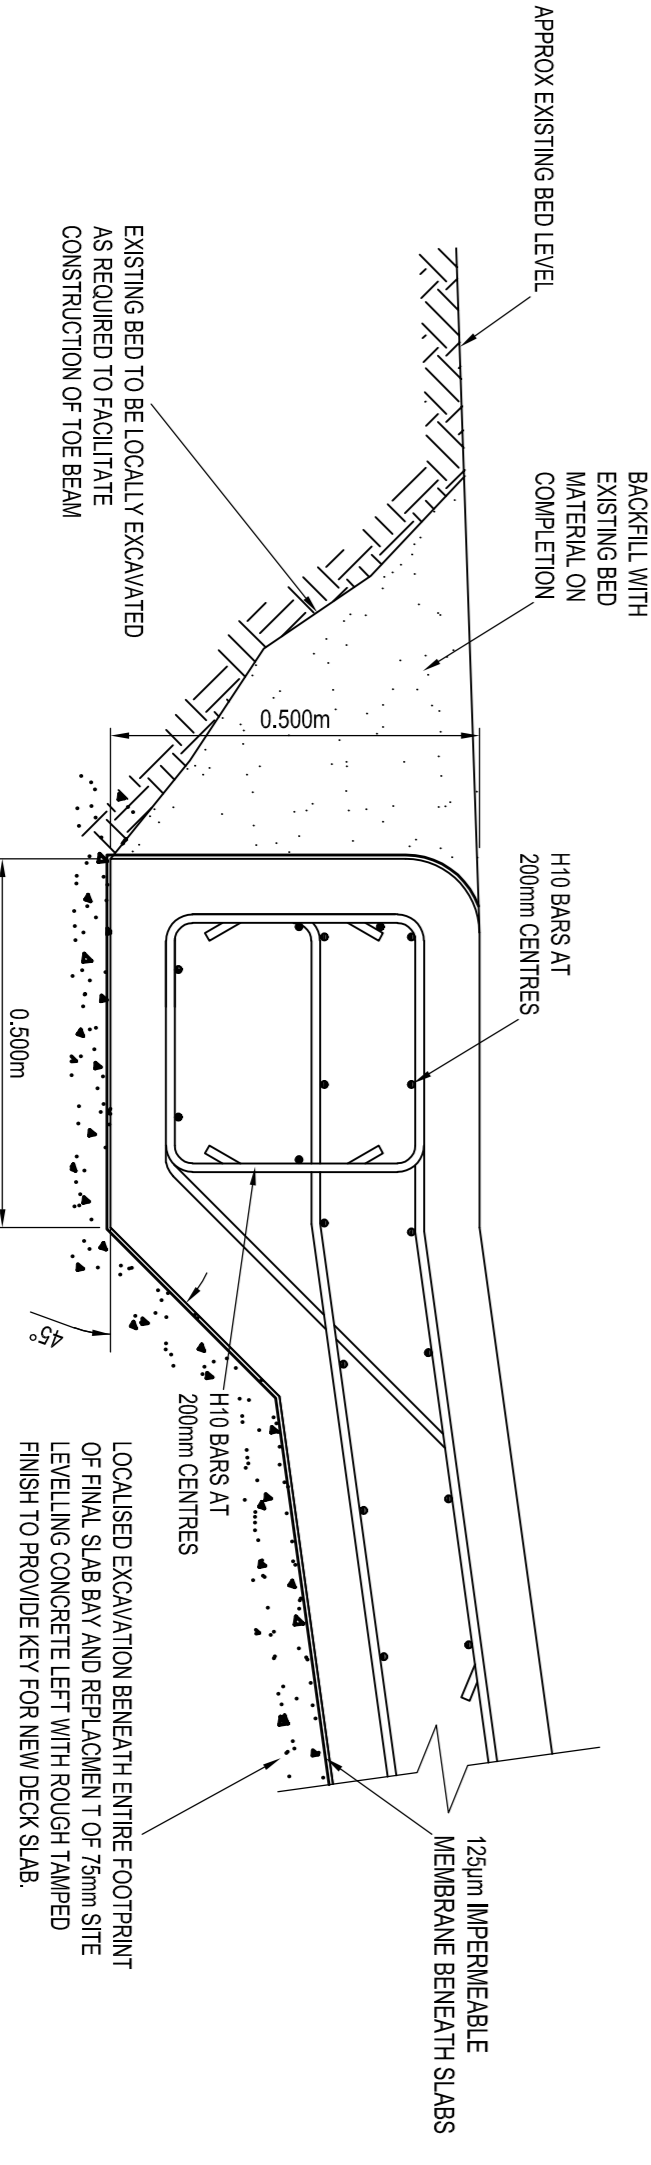 APPROX EXISTING BED LEVEL
BACKFILL WITH
EXISTING BED
MATERIAL ON
COMPLETION
EXISTING BED TO BE LOCALLY EXCAVATED
AS REQUIRED TO FACILITATE
CONSTRUCTION OF TOE BEAM
0.500m
H10 BARS AT
200mm CENTRES
0.500m
45°
H10 BARS AT
200mm CENTRES
LOCALISED EXCAVATION BENEATH ENTIRE FOOTPRINT
OF FINAL SLAB BAY AND REPLACMEN T OF 75mm SITE
LEVELLING CONCRETE LEFT WITH ROUGH TAMPED
FINISH TO PROVIDE KEY FOR NEW DECK SLAB.
125µm IMPERMEABLE
MEMBRANE BENEATH SLABS